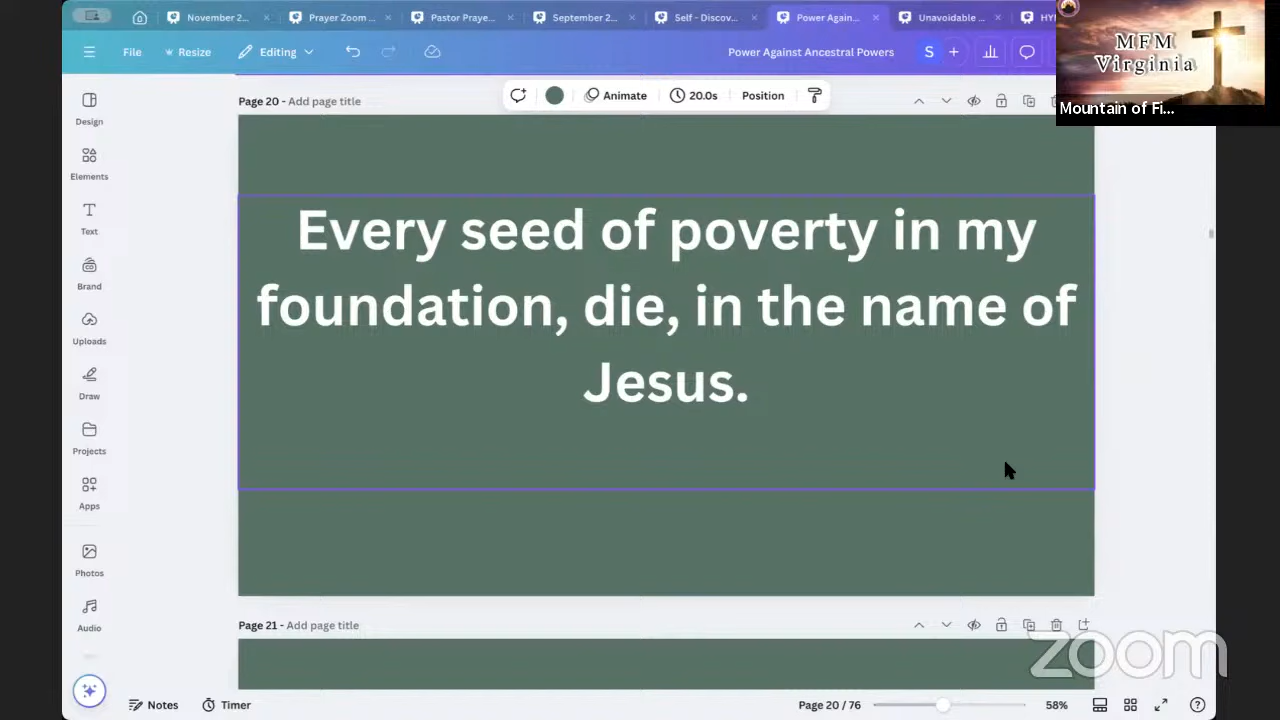 November 2...
Prayer Zoom ...
Pastor Praye...
September 2...
Self - Discov...
Power Again...
Unavoidable ...
HY
File
Resize
Editing
Power Against Ancestral Powers
S
MFM
Virginia
Mountain of Fi...
Page 20 - Add page title
Animate
20.0s
Position
Design
Elements
Text
Brand
Uploads
Draw
Projects
Apps
Photos
Audio
Every seed of poverty in my
foundation, die, in the name of
Jesus.
Page 21 - Add page title
zoom
Notes
Timer
Page 20 / 76
58%